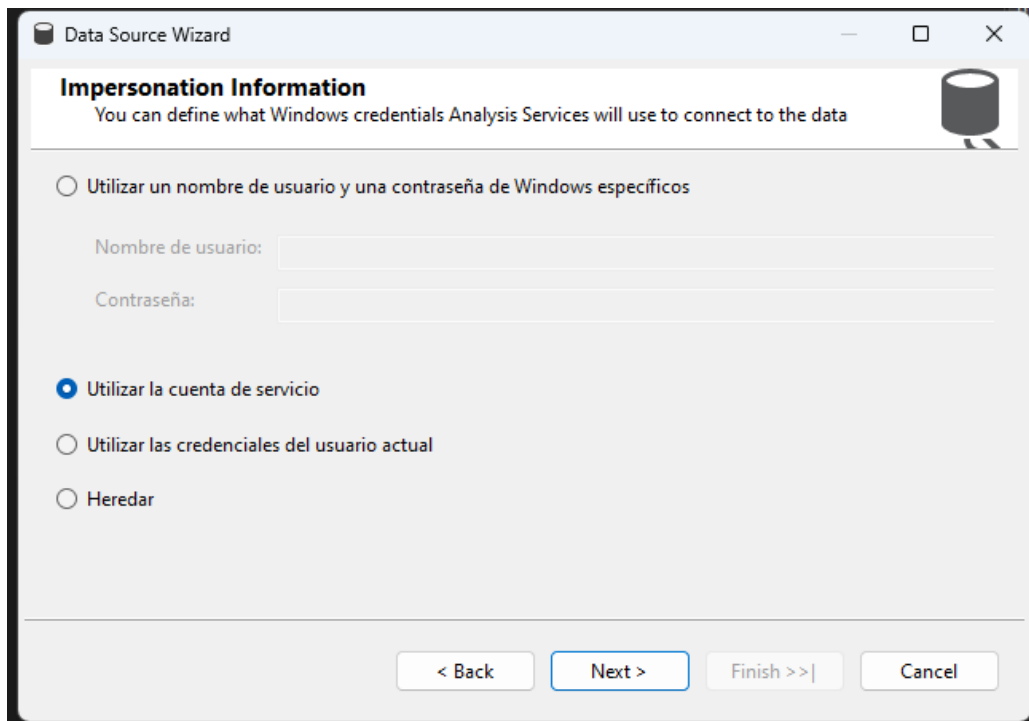 Data Source Wizard
Impersonation Information
You can define what Windows credentials Analysis Services will use to connect to the data
Utilizar un nombre de usuario y una contraseña de Windows específicos
Nombre de usuario:
Contraseña:
Utilizar la cuenta de servicio
Utilizar las credenciales del usuario actual
Heredar
< Back
Next >
Finish >>|
Cancel